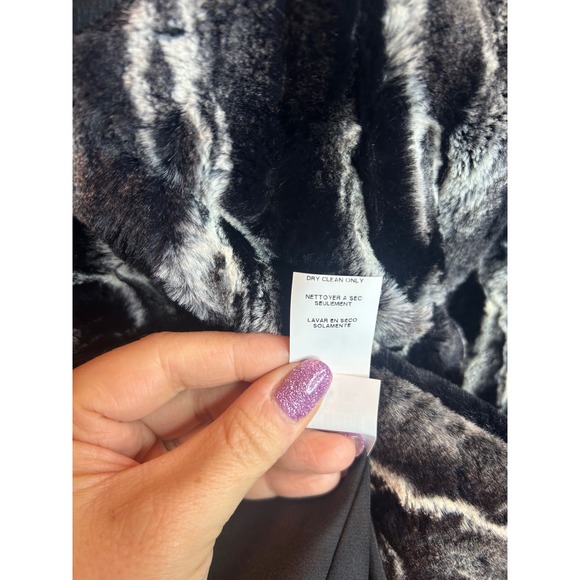 DRY CLEAN ONLY
NETTOYER A SEC
SEULEMENT
LAVAR EN SECO
SOLAMENTE